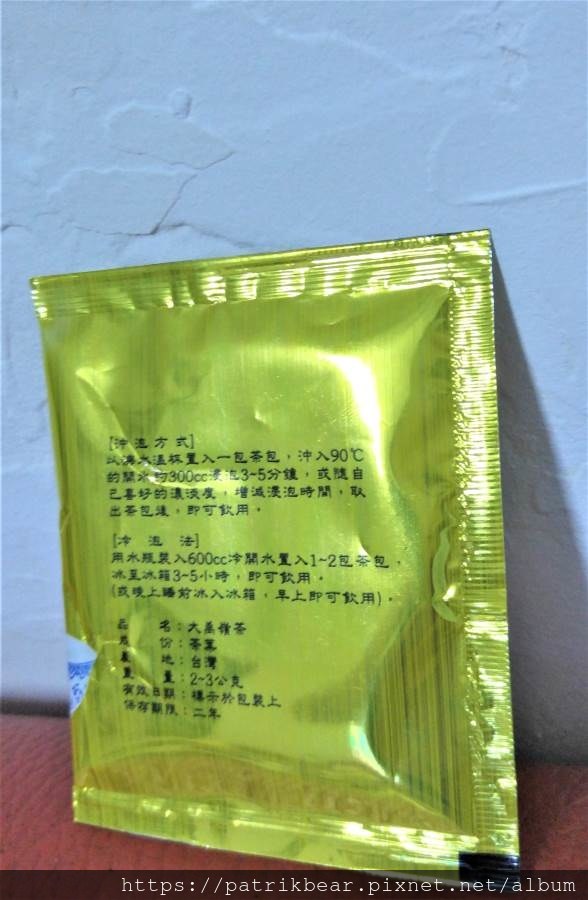 [沖泡方式]
以滿水溫杯置入一包茶包，沖入90℃
的開水約300cc浸泡3~5分鐘，或隨自
己喜好的濃淡度，增減浸泡時間，取
出茶包後，即可飲用。
[冷泡法]
用水瓶裝入600cc冷開水置入1~2包茶包，
冰至冰箱3~5小時，即可飲用。
(或晚上睡前冰入冰箱，早上即可飲用)。
品　　名：大禹嶺茶
成　　份：茶葉
產　　地：台灣
重　　量：2~3公克
有效日期：標示於包裝上
保存期限：二年
https://patrikbear.pixnet.net/album